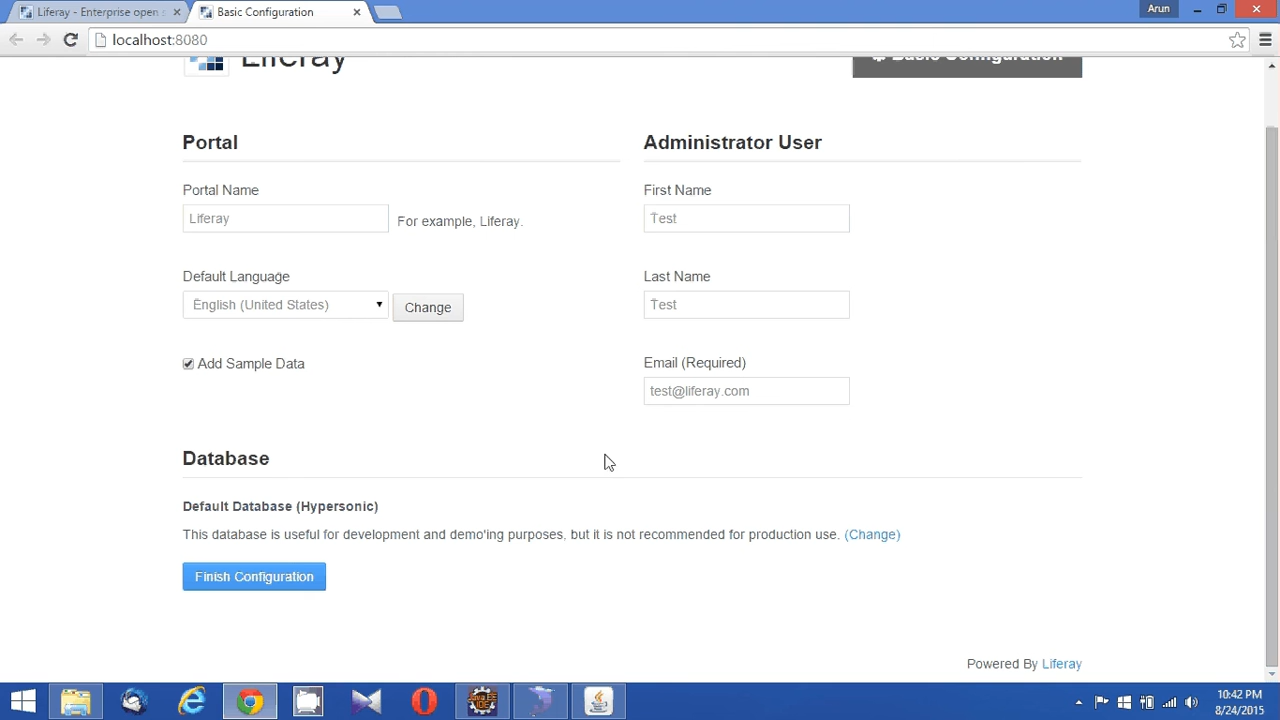 Liferay - Enterprise open s
Basic Configuration
Arun
localhost:8080
Liferay
Basic Configuration
Portal
Administrator User
Portal Name
First Name
Liferay
For example, Liferay.
Test
Default Language
Last Name
English (United States)
Change
Test
Add Sample Data
Email (Required)
test@liferay.com
Database
Default Database (Hypersonic)
This database is useful for development and demo'ing purposes, but it is not recommended for production use. (Change)
Finish Configuration
Powered By Liferay
10:42 PM
8/24/2015